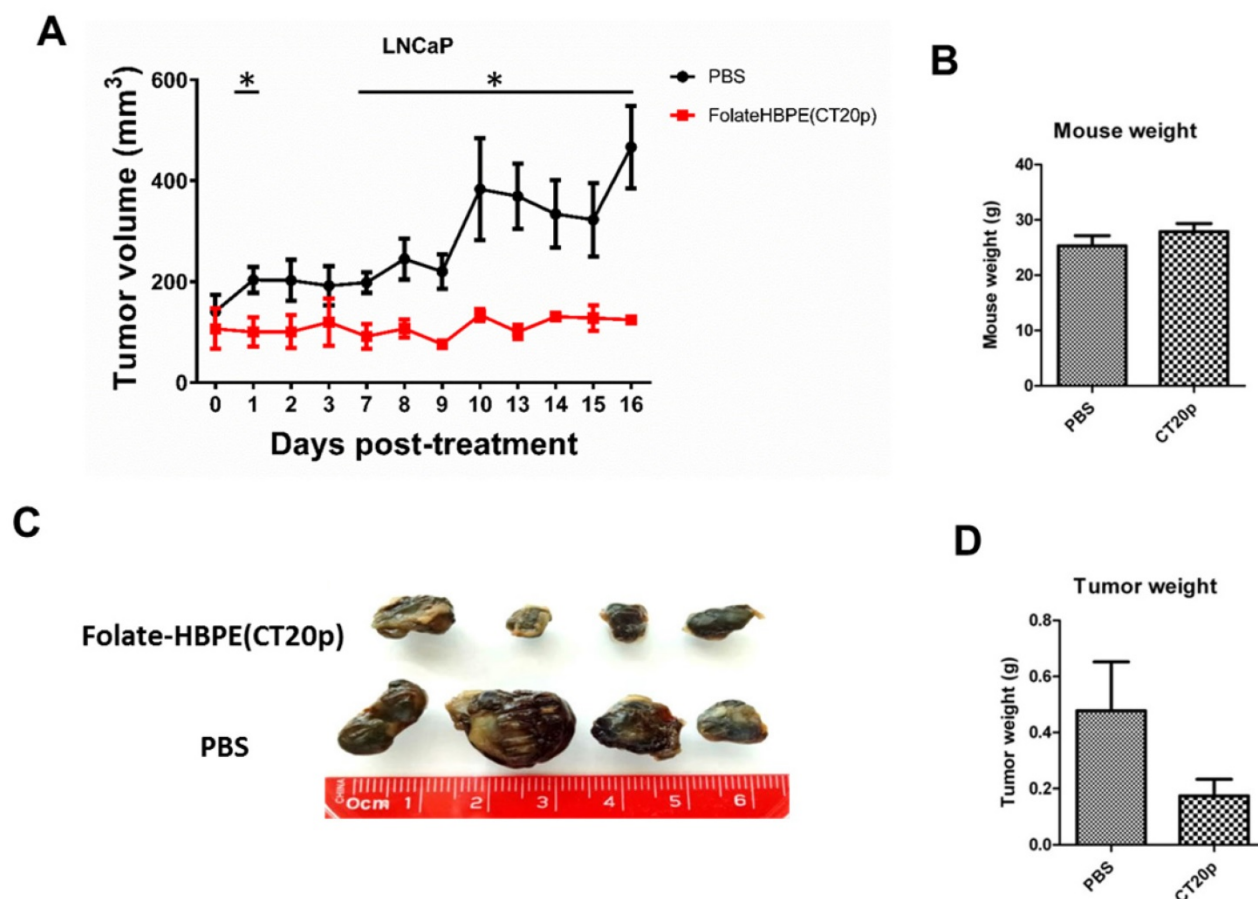 A
LNCaP
*
*
PBS
FolateHBPE(CT20p)
Tumor volume (mm³)
600
400
200
0
0 1 2 3 7 8 9 10 13 14 15 16
Days post-treatment
B
Mouse weight
Mouse weight (g)
40
30
20
10
0
PBS
CT20p
C
Folate-HBPE(CT20p)
PBS
CHINA
0cm 1 2 3 4 5 6
D
Tumor weight
Tumor weight (g)
0.8
0.6
0.4
0.2
0.0
PBS
CT20p